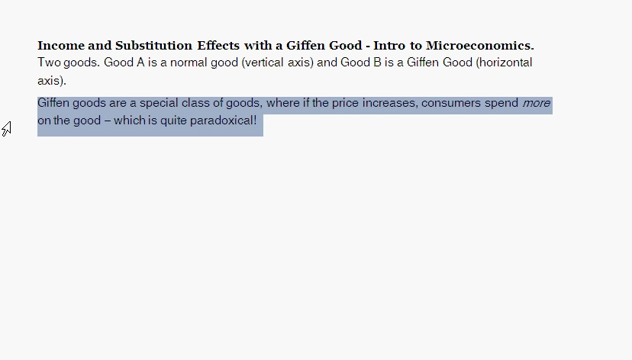 Income and Substitution Effects with a Giffen Good - Intro to Microeconomics.
Two goods. Good A is a normal good (vertical axis) and Good B is a Giffen Good (horizontal
axis).
Giffen goods are a special class of goods, where if the price increases, consumers spend more
on the good – which is quite paradoxical!